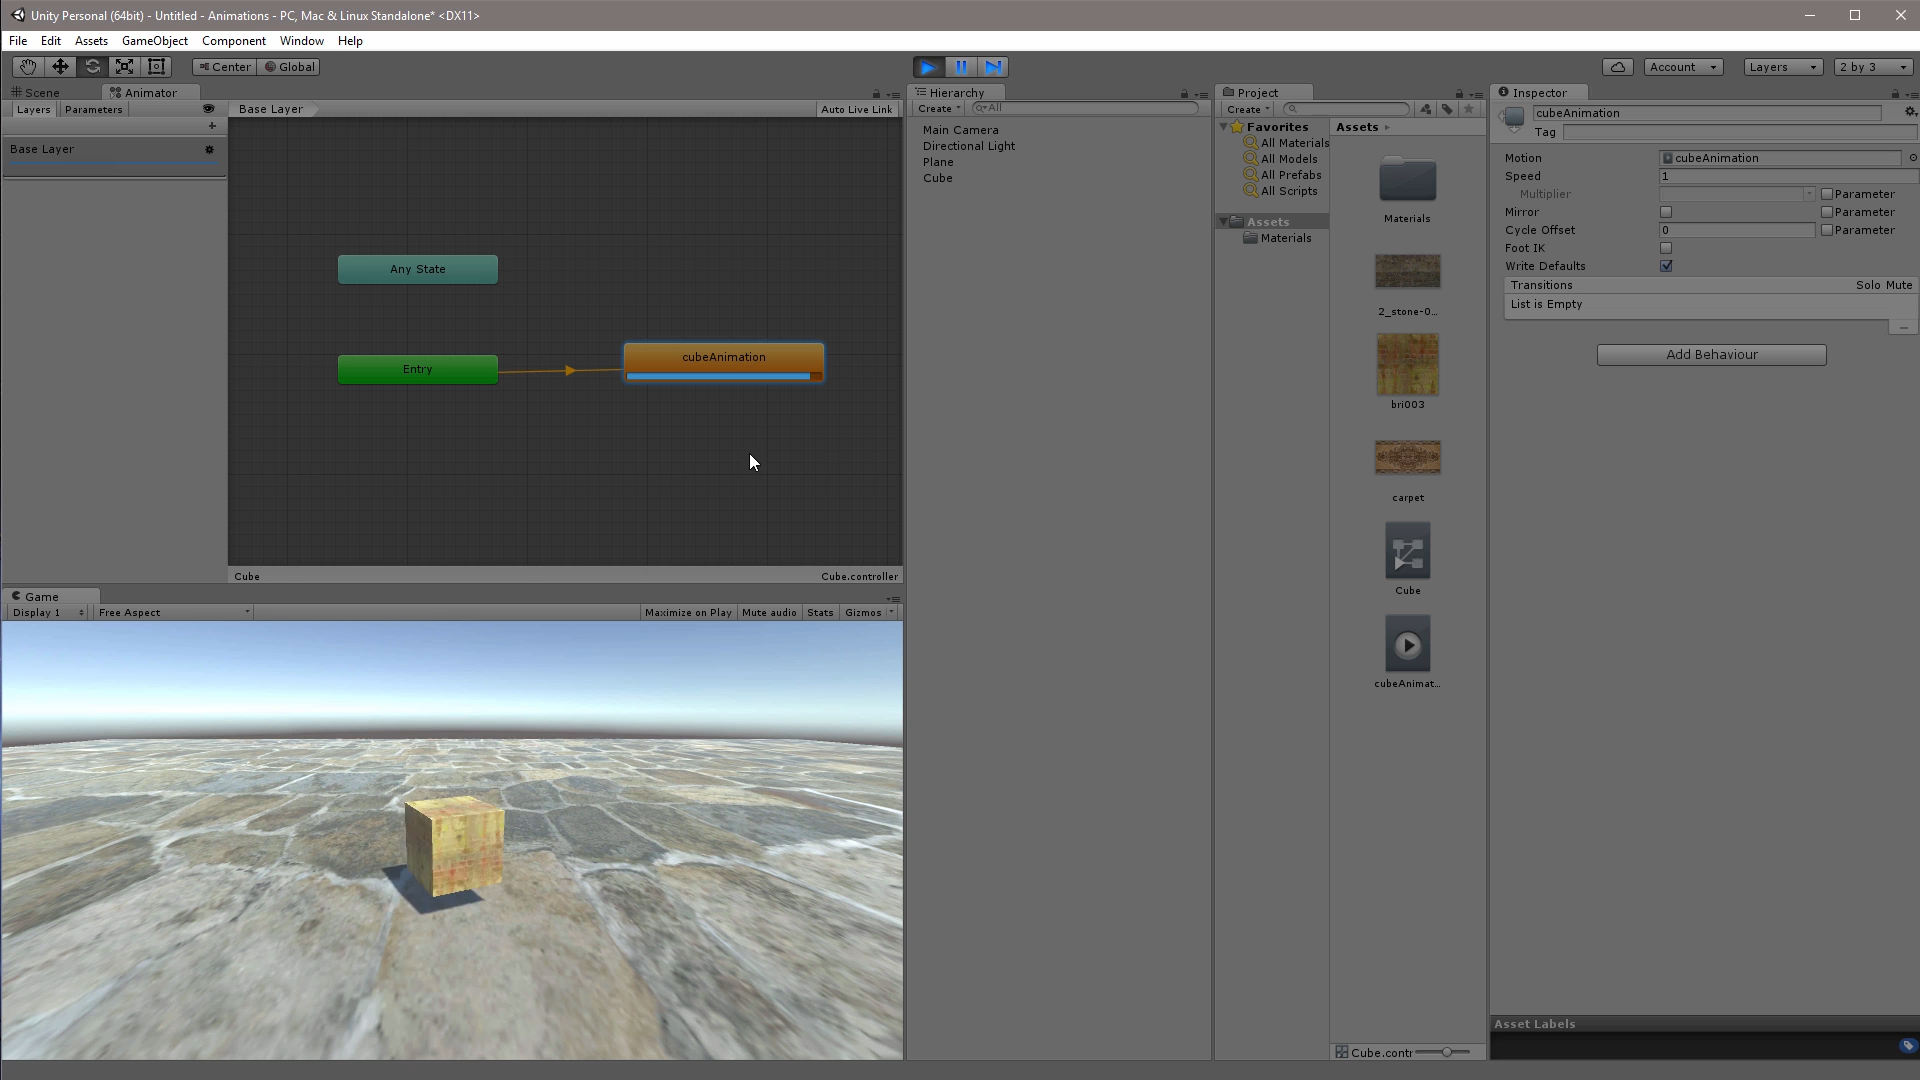 Unity Personal (64bit) - Untitled - Animations - PC, Mac & Linux Standalone* <DX11>
File Edit Assets GameObject Component Window Help
Center Global Account Layers 2 by 3
Scene Animator
Layers Parameters Base Layer Auto Live Link
Base Layer
Any State
Entry
cubeAnimation
Cube Cube.controller
Game
Display 1 Free Aspect Maximize on Play Mute audio Stats Gizmos
Hierarchy
Create All
Main Camera
Directional Light
Plane
Cube
Project
Create
Favorites
All Materials
All Models
All Prefabs
All Scripts
Assets
Materials
Assets
Materials
2_stone-0...
bri003
carpet
Cube
cubeAnimat...
Cube.contr
Inspector
cubeAnimation
Tag
Motion cubeAnimation
Speed 1
Multiplier Parameter
Mirror Parameter
Cycle Offset 0 Parameter
Foot IK
Write Defaults
Transitions Solo Mute
List is Empty
Add Behaviour
Asset Labels